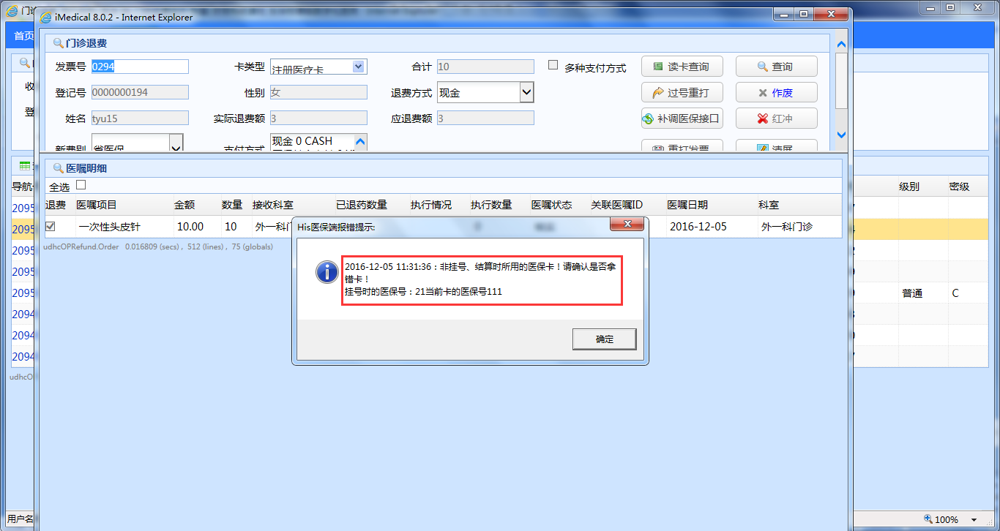 门诊
iMedical 8.0.2 - Internet Explorer
首页
门诊退费
发票号 0294 卡类型 注册医疗卡 合计 10 多种支付方式 读卡查询 查询
登记号 0000000194 性别 女 退费方式 现金 过号重打 作废
姓名 tyu15 实际退费额 3 应退费额 3 补调医保接口 红冲
新费别 省医保 支付方式 现金 0 CASH 重打发票 清屏
医嘱明细
全选
退费 医嘱项目 金额 数量 接收科室 已退药数量 执行情况 执行数量 医嘱状态 关联医嘱ID 医嘱日期 科室
一次性头皮针 10.00 10 外一科门 2016-12-05 外一科门诊
udhcOPRefund.Order 0.016809 (secs) , 512 (lines) , 75 (globals)
His医保端报错提示:
2016-12-05 11:31:36：非挂号、结算时所用的医保卡！请确认是否拿
错卡！
挂号时的医保号：21当前卡的医保号111
确定
收
登
导航
级别 密级
2095
2095
2095
2095
2095 普通 C
2094
2094
2094
udhcO
用户名
100%